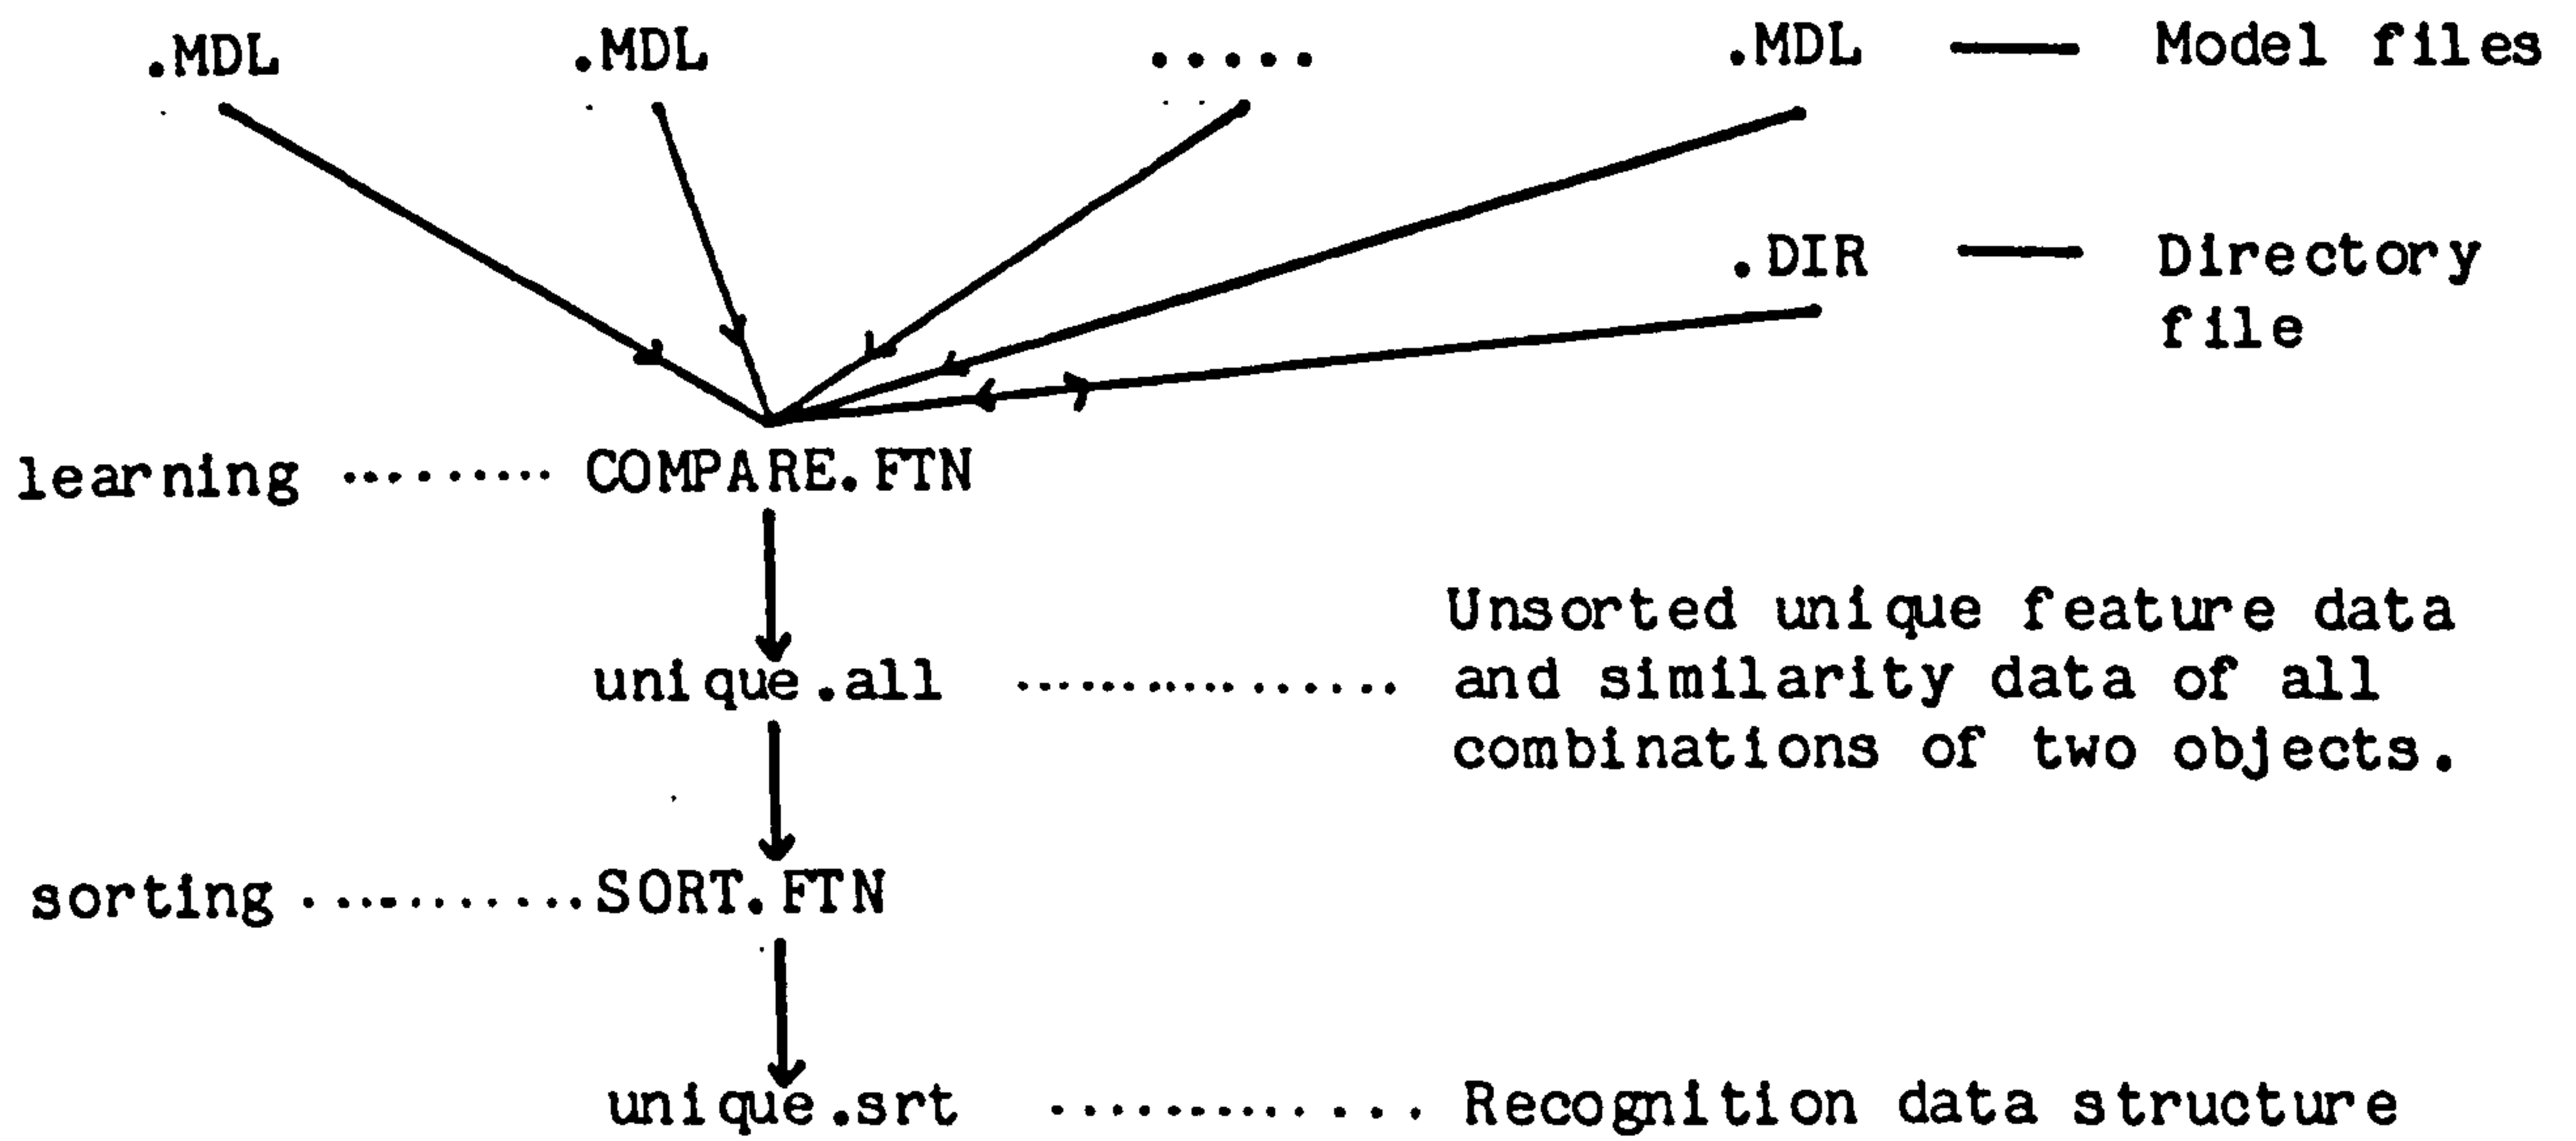 .MDL .MDL ..... .MDL — Model files
.DIR — Directory
file
learning ......... COMPARE.FTN
Unsorted unique feature data
unique.all .................. and similarity data of all
combinations of two objects.
sorting ...........SORT.FTN
unique.srt .............. Recognition data structure